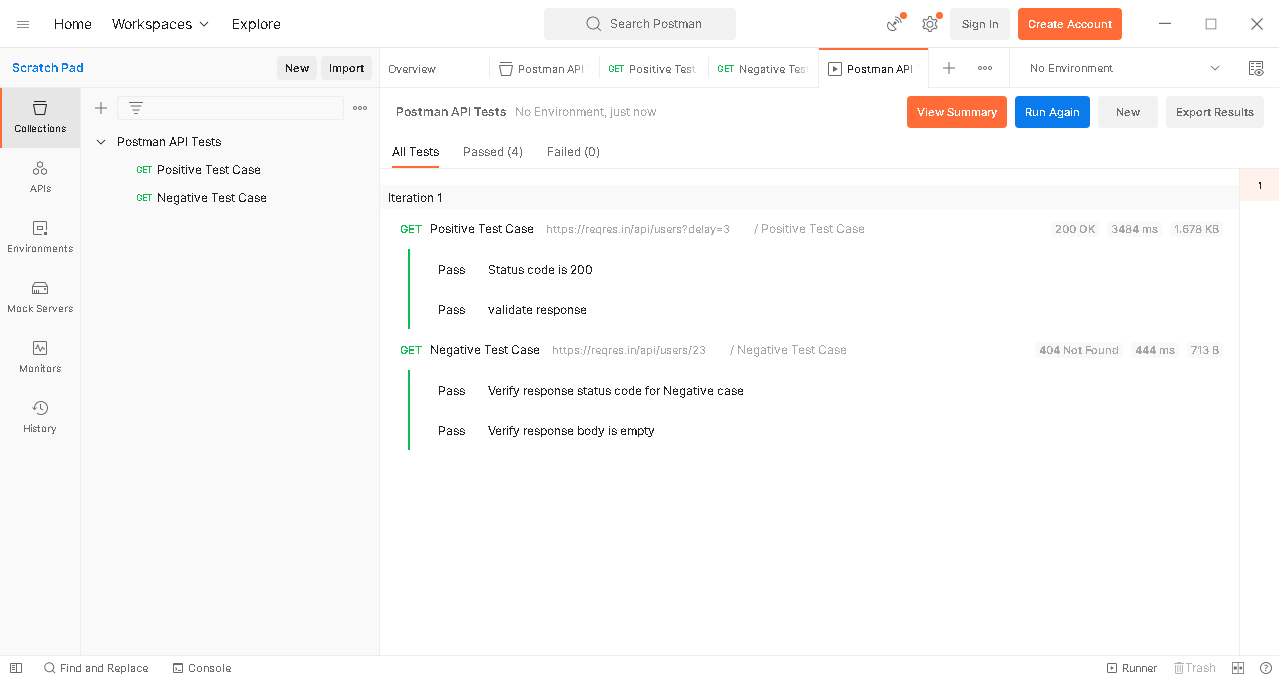 Home Workspaces Explore Search Postman Sign In Create Account
Scratch Pad New Import Overview Postman API GET Positive Test GET Negative Tes Postman API No Environment
Collections
APIs
Environments
Mock Servers
Monitors
History
Postman API Tests
GET Positive Test Case
GET Negative Test Case
Postman API Tests No Environment, just now View Summary Run Again New Export Results
All Tests Passed (4) Failed (0)
Iteration 1 1
GET Positive Test Case https://reqres.in/api/users?delay=3 / Positive Test Case 200 OK 3484 ms 1.678 KB
Pass Status code is 200
Pass validate response
GET Negative Test Case https://reqres.in/api/users/23 / Negative Test Case 404 Not Found 444 ms 713 B
Pass Verify response status code for Negative case
Pass Verify response body is empty
Find and Replace Console Runner Trash